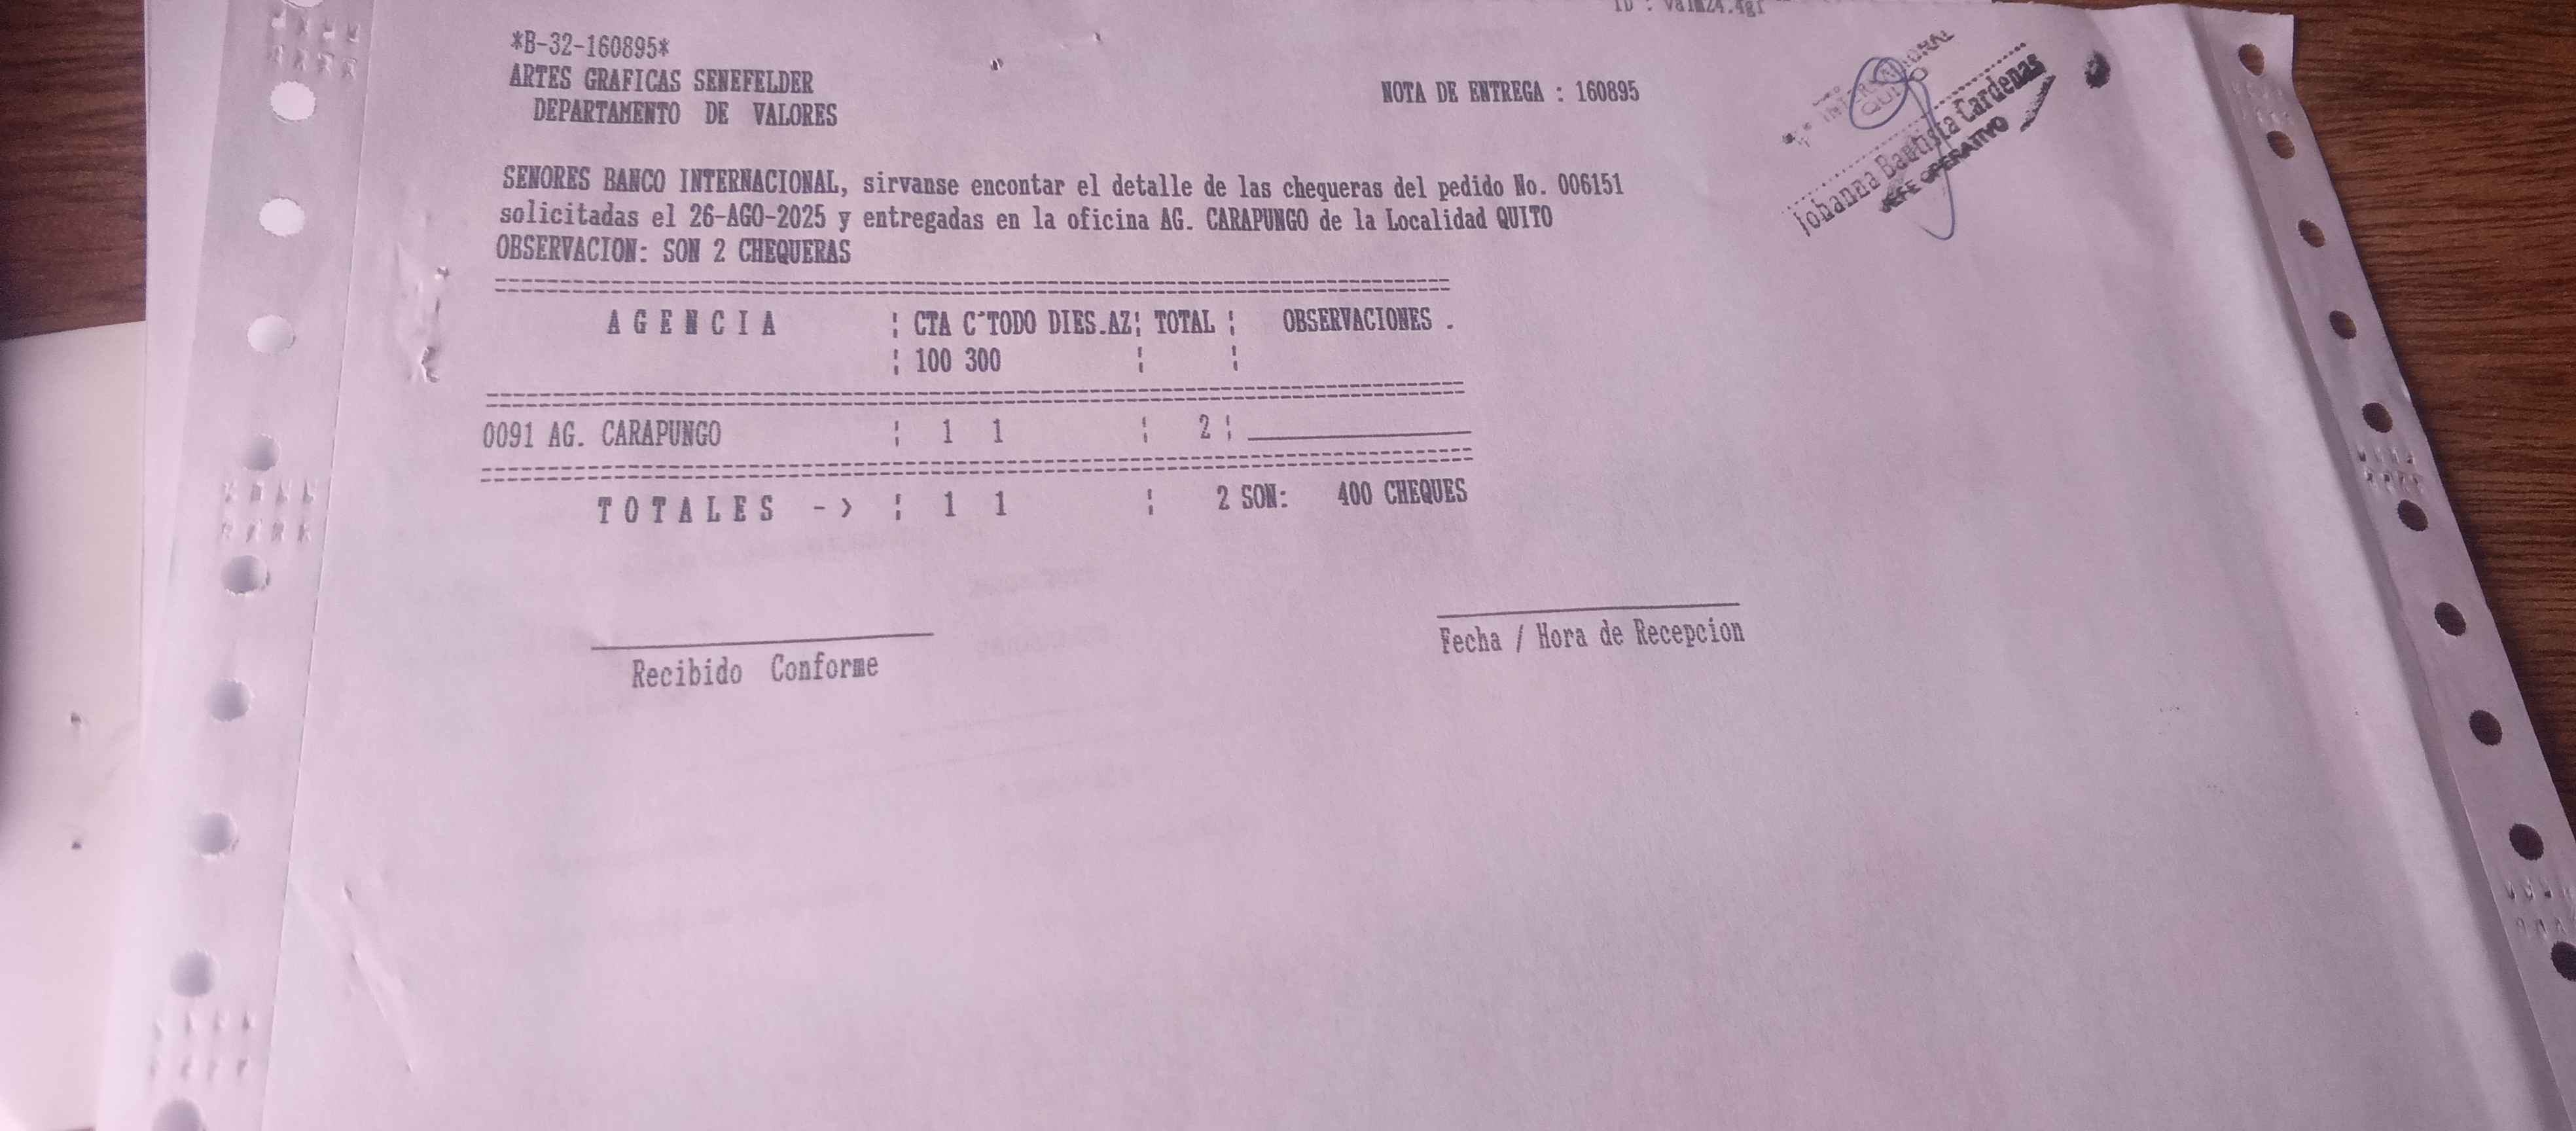 *B-32-160895*
ARTES GRAFICAS SENEFELDER
DEPARTAMENTO DE VALORES
NOTA DE ENTREGA : 160895
INTERNACIONAL
QUITO
Johanna Bautista Cardenas
JEFE OPERATIVO
SENORES BANCO INTERNACIONAL, sirvanse encontar el detalle de las chequeras del pedido No. 006151
solicitadas el 26-AGO-2025 y entregadas en la oficina AG. CARAPUNGO de la Localidad QUITO
OBSERVACION: SON 2 CHEQUERAS
A G E N C I A ¦ CTA C"TODO DIES.AZ¦ TOTAL ¦ OBSERVACIONES .
¦ 100 300 ¦ ¦
0091 AG. CARAPUNGO ¦ 1 1 ¦ 2 ¦
T O T A L E S - > ¦ 1 1 ¦ 2 SON: 400 CHEQUES
Fecha / Hora de Recepcion
Recibido Conforme